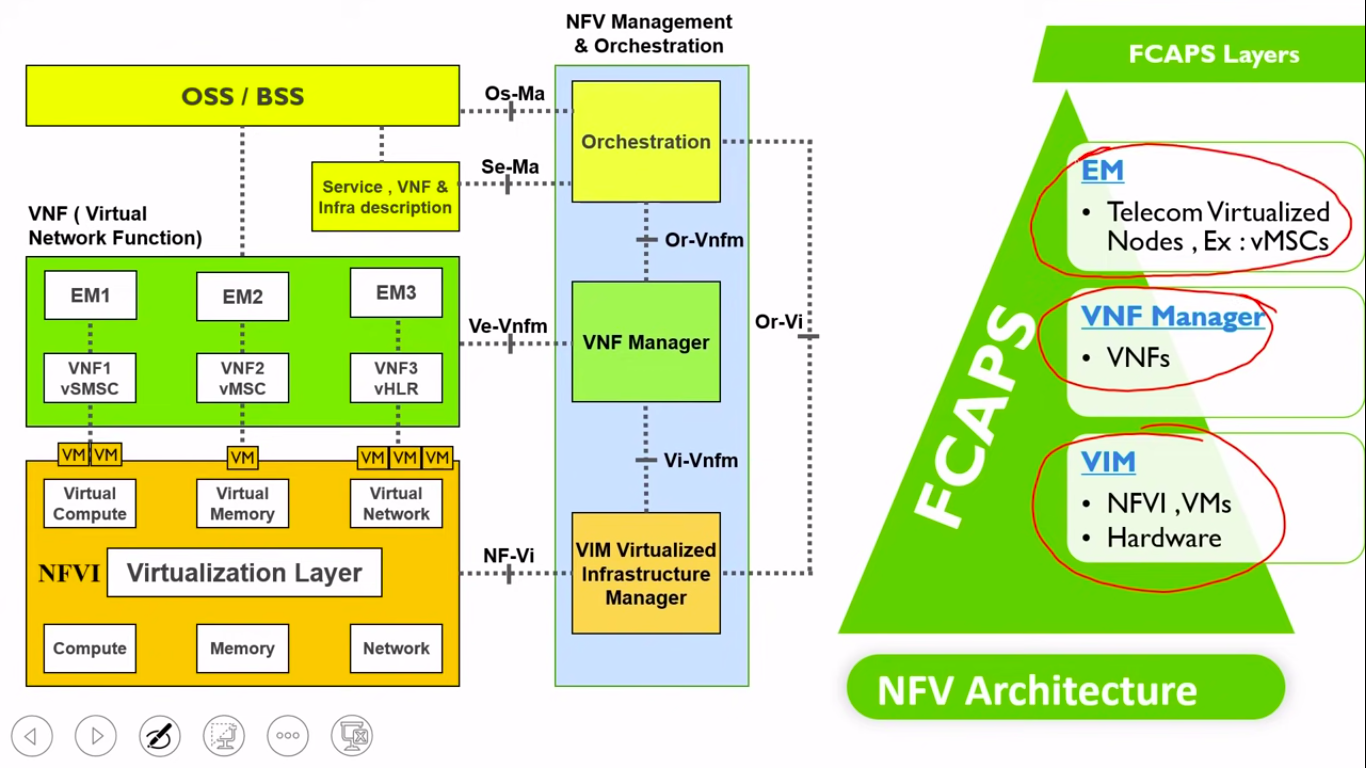 NFV Management
& Orchestration
FCAPS Layers
OSS / BSS
Os-Ma
Orchestration
Se-Ma
Service , VNF &
Infra description
VNF ( Virtual
Network Function)
Or-Vnfm
EM1
EM2
EM3
Ve-Vnfm
VNF Manager
Or-Vi
VNF1
vSMSC
VNF2
vMSC
VNF3
vHLR
VM
VM
VM
VM
VM
VM
Vi-Vnfm
Virtual
Compute
Virtual
Memory
Virtual
Network
NFVI
Virtualization Layer
NF-Vi
VIM Virtualized
Infrastructure
Manager
Compute
Memory
Network
FCAPS
EM
• Telecom Virtualized
Nodes , Ex : vMSCs
VNF Manager
• VNFs
VIM
• NFVI ,VMs
• Hardware
NFV Architecture